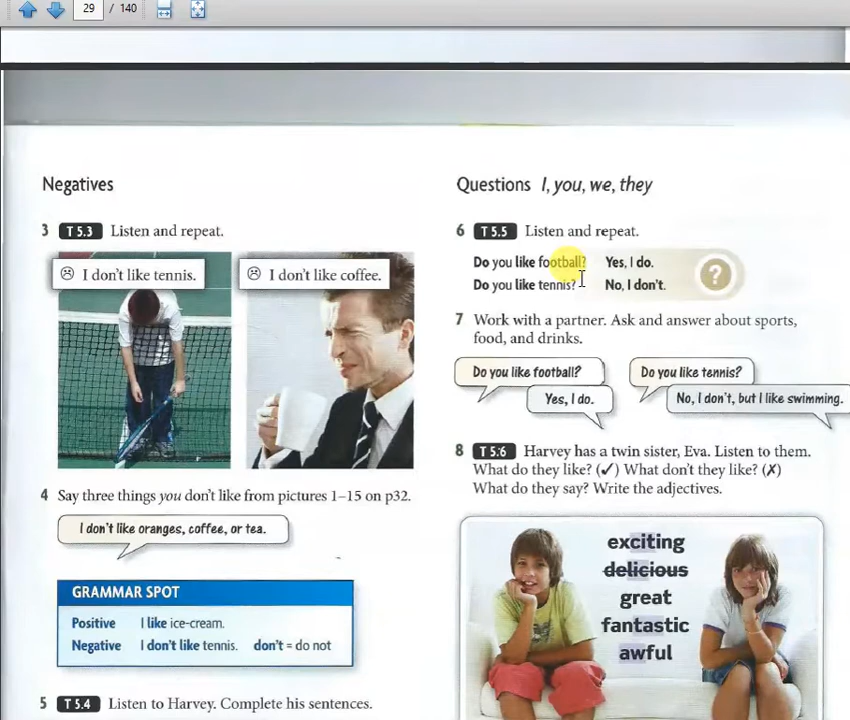 29 / 140
Negatives
3 T 5.3 Listen and repeat.
I don't like tennis.
I don't like coffee.
4 Say three things you don't like from pictures 1–15 on p32.
I don't like oranges, coffee, or tea.
GRAMMAR SPOT
Positive I like ice-cream.
Negative I don't like tennis. don't = do not
5 T 5.4 Listen to Harvey. Complete his sentences.
Questions I, you, we, they
6 T 5.5 Listen and repeat.
Do you like football? Yes, I do.
Do you like tennis? No, I don't.
?
7 Work with a partner. Ask and answer about sports,
food, and drinks.
Do you like football?
Yes, I do.
Do you like tennis?
No, I don't, but I like swimming.
8 T 5.6 Harvey has a twin sister, Eva. Listen to them.
What do they like? (✓) What don't they like? (✗)
What do they say? Write the adjectives.
exciting
delicious
great
fantastic
awful